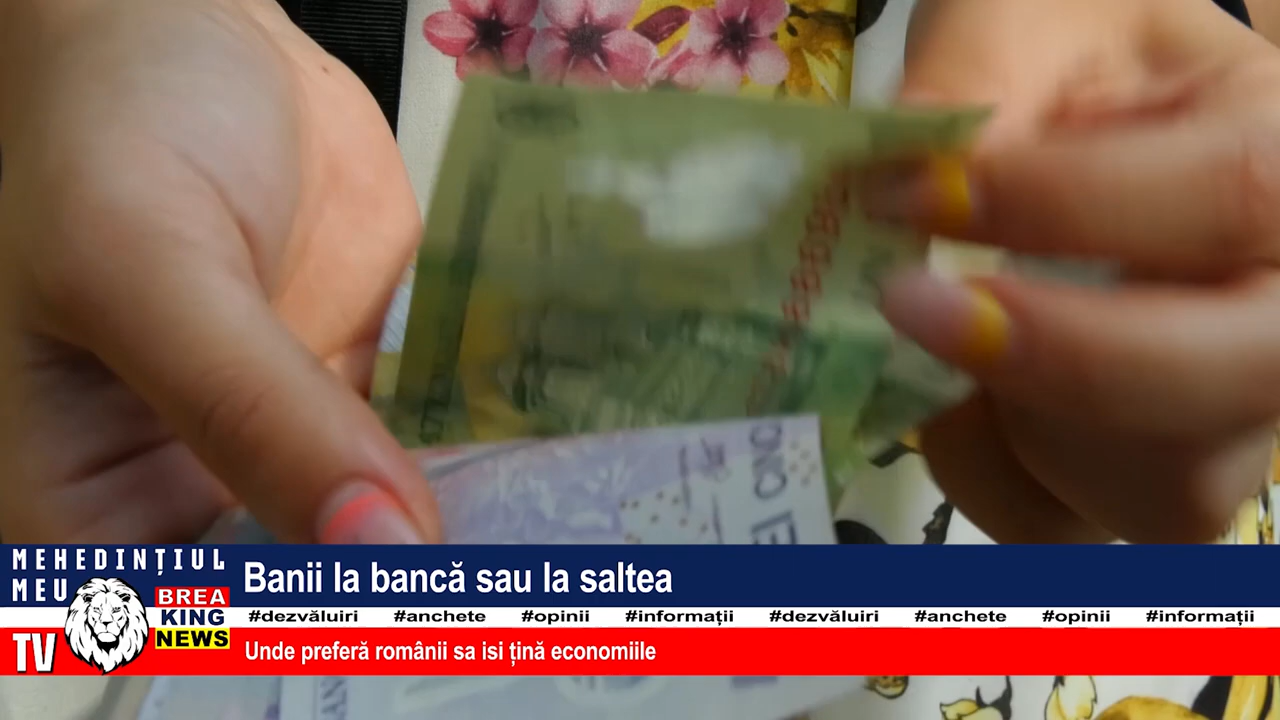 MEHEDINȚIUL
MEU
TV
BREA
KING
NEWS
Banii la bancă sau la saltea
#dezvăluiri #anchete #opinii #informații #dezvăluiri #anchete #opinii #informații
Unde preferă românii sa isi țină economiile